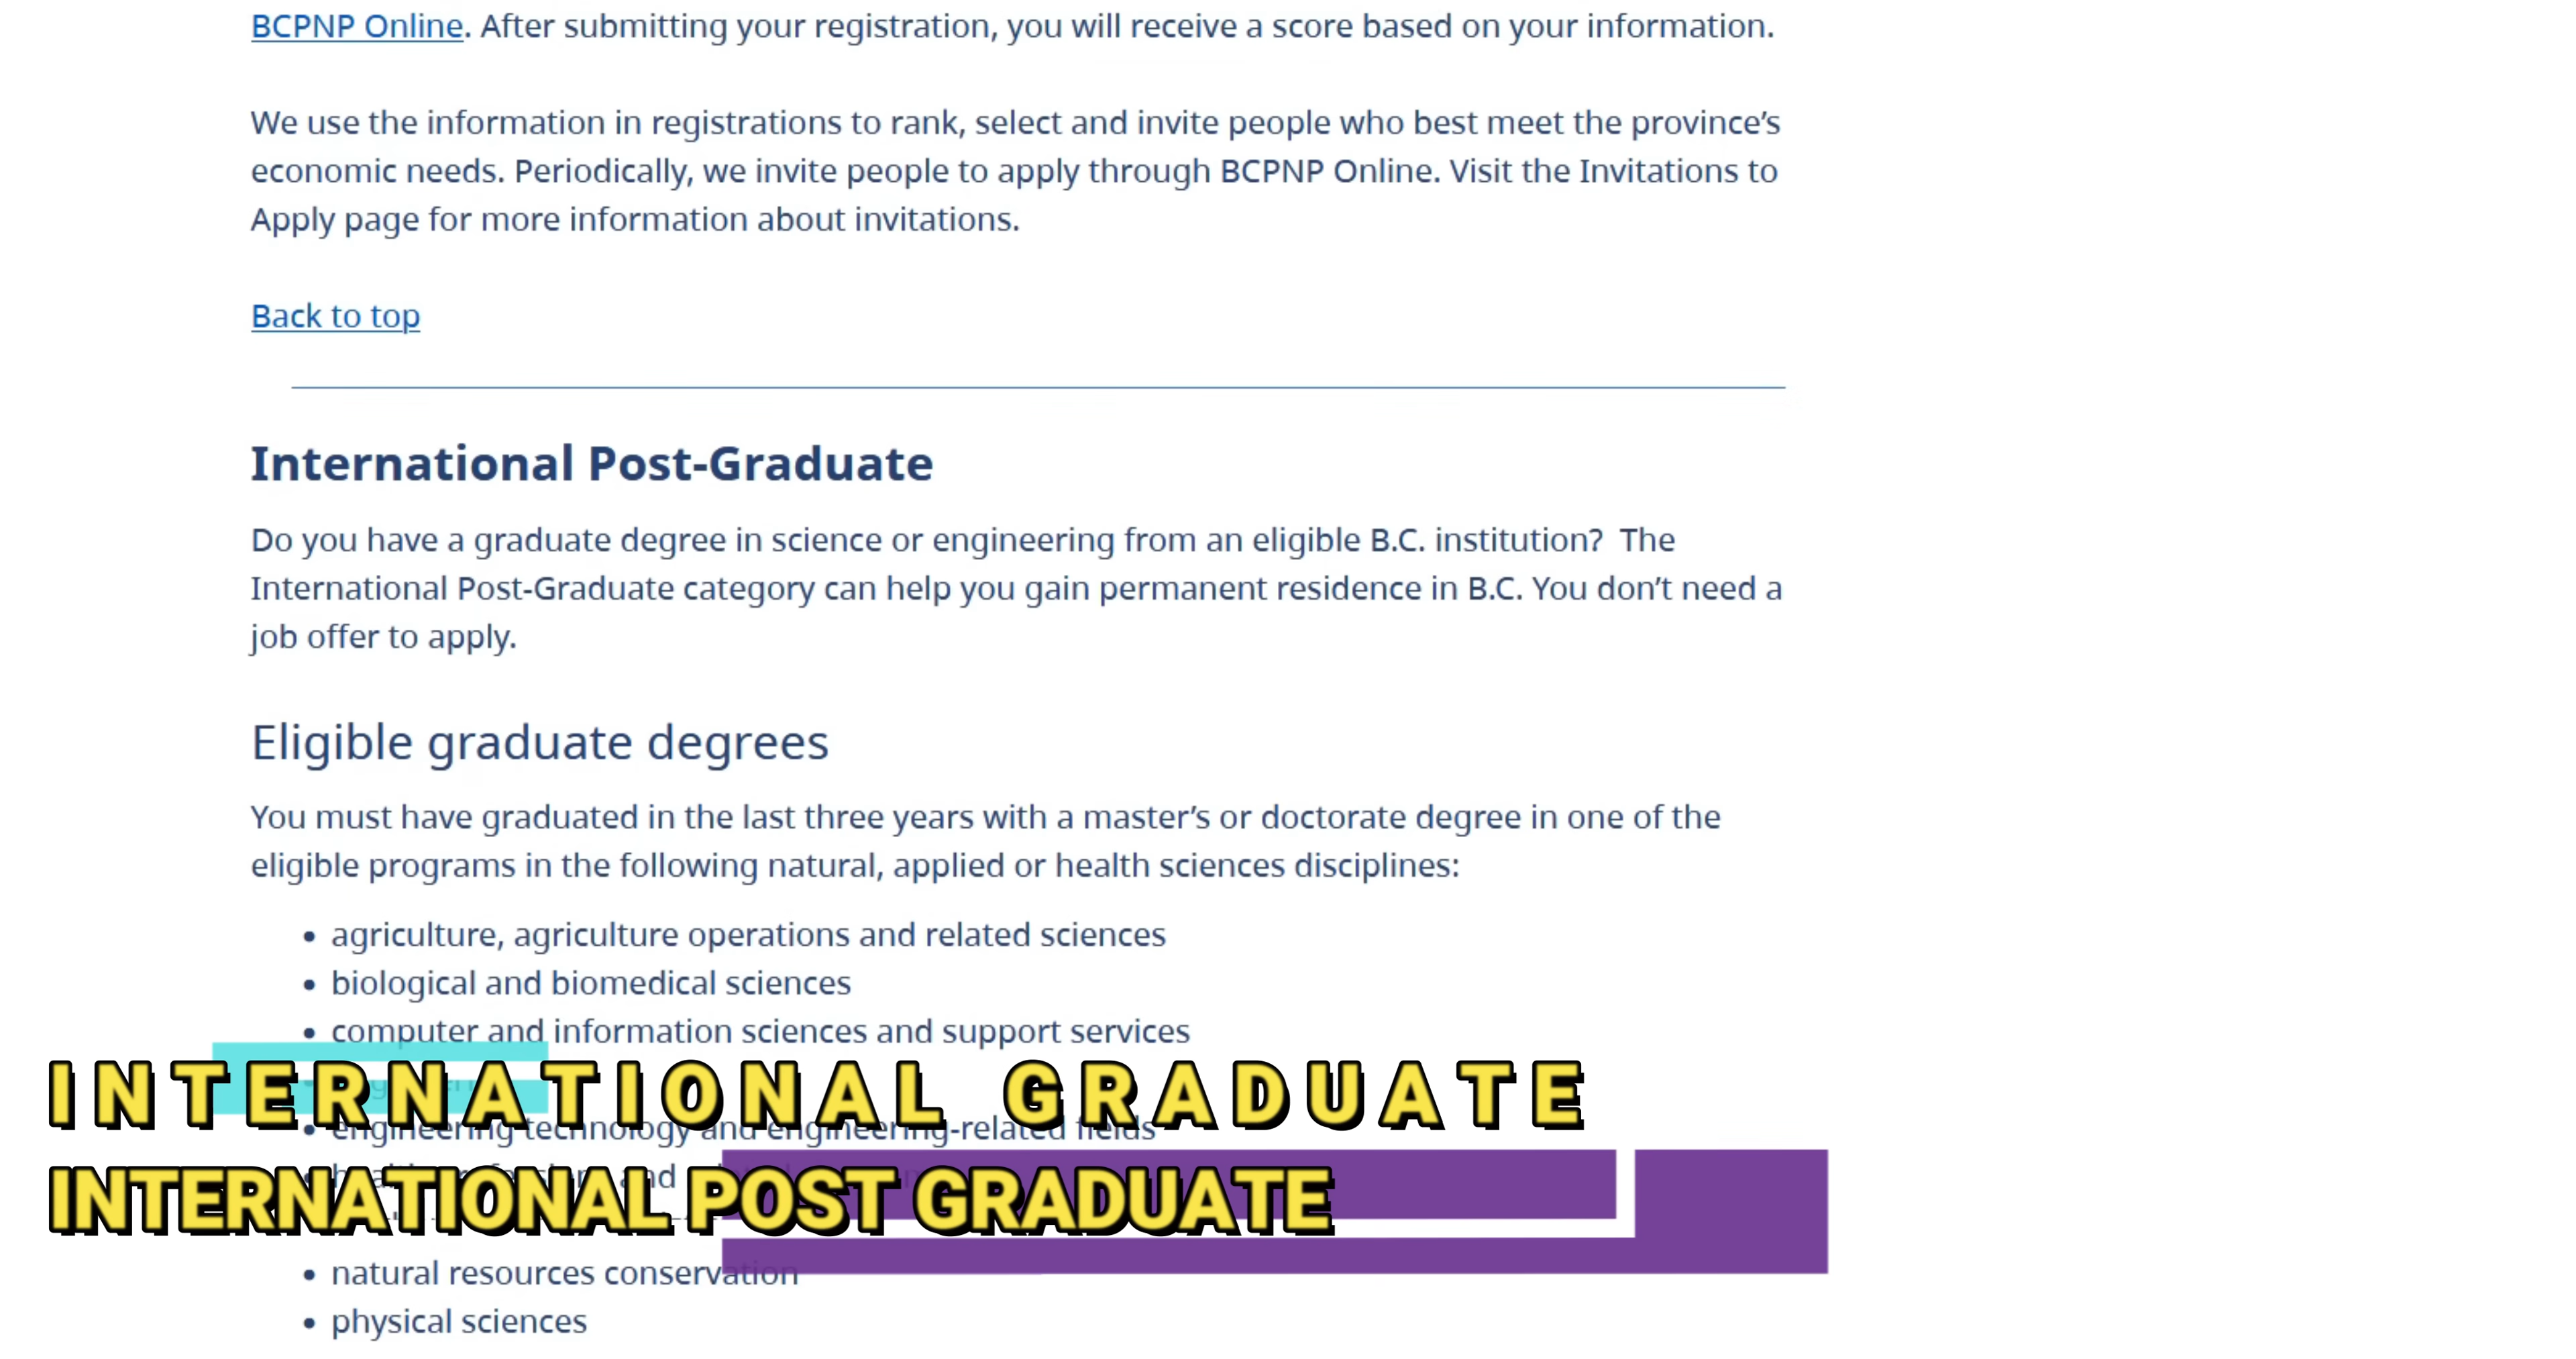 BCPNP Online. After submitting your registration, you will receive a score based on your information.
We use the information in registrations to rank, select and invite people who best meet the province’s
economic needs. Periodically, we invite people to apply through BCPNP Online. Visit the Invitations to
Apply page for more information about invitations.
Back to top
International Post-Graduate
Do you have a graduate degree in science or engineering from an eligible B.C. institution?  The
International Post-Graduate category can help you gain permanent residence in B.C. You don’t need a
job offer to apply.
Eligible graduate degrees
You must have graduated in the last three years with a master’s or doctorate degree in one of the
eligible programs in the following natural, applied or health sciences disciplines:
• agriculture, agriculture operations and related sciences
• biological and biomedical sciences
• computer and information sciences and support services
INTERNATIONAL GRADUATE
• engineering technology and engineering-related fields
INTERNATIONAL POST GRADUATE
• natural resources conservation
• physical sciences